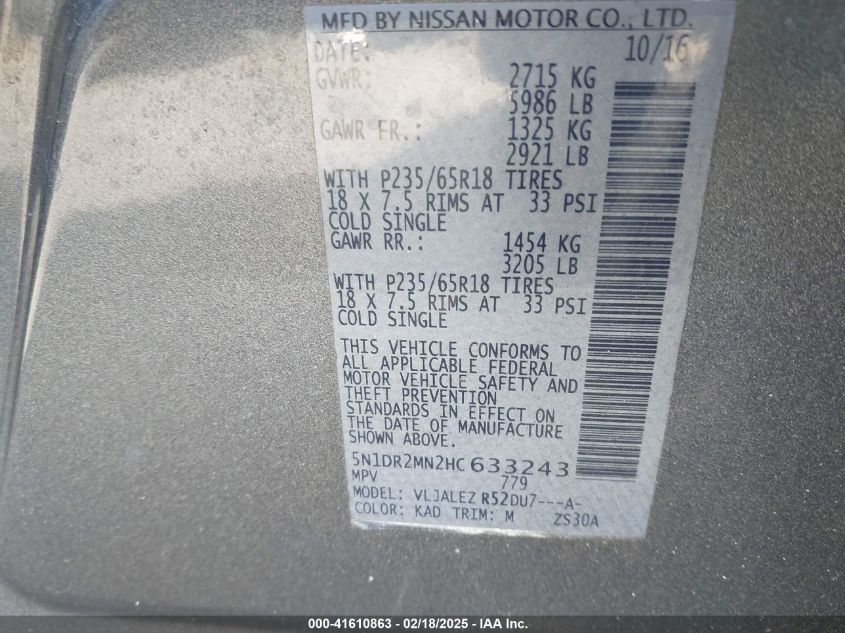 MFD BY NISSAN MOTOR CO., LTD.
DATE: 10/16
GVWR: 2715 KG
5986 LB
GAWR FR.: 1325 KG
2921 LB
WITH P235/65R18 TIRES
18 X 7.5 RIMS AT 33 PSI
COLD SINGLE
GAWR RR.: 1454 KG
3205 LB
WITH P235/65R18 TIRES
18 X 7.5 RIMS AT 33 PSI
COLD SINGLE
THIS VEHICLE CONFORMS TO
ALL APPLICABLE FEDERAL
MOTOR VEHICLE SAFETY AND
THEFT PREVENTION
STANDARDS IN EFFECT ON
THE DATE OF MANUFACTURE
SHOWN ABOVE.
5N1DR2MN2HC 633243
MPV 779
MODEL: VLJALEZ R52DU7---A-
COLOR: KAD TRIM: M ZS30A
000-41610863 - 02/18/2025 - IAA Inc.